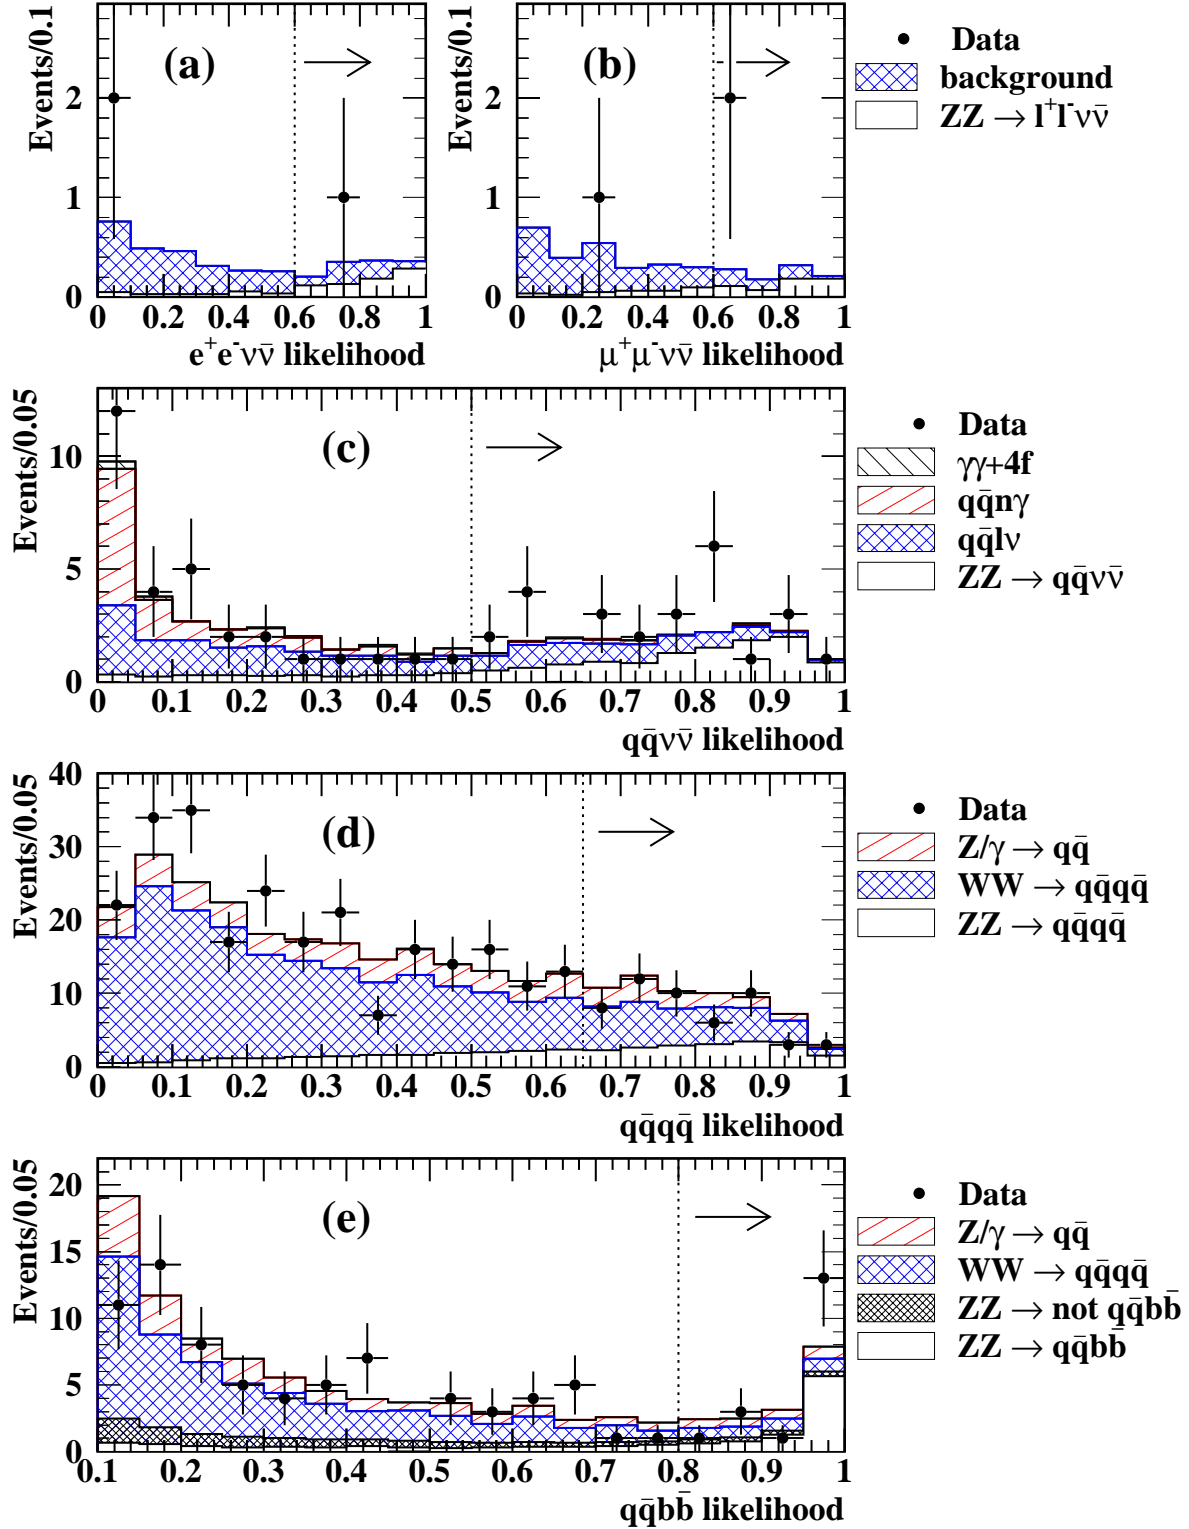 Events/0.1
2
1
0
(a)
0 0.2 0.4 0.6 0.8 1
e⁺e⁻νν̄ likelihood
Events/0.1
2
1
0
(b)
0 0.2 0.4 0.6 0.8 1
μ⁺μ⁻νν̄ likelihood
Data
background
ZZ → l⁺l⁻νν̄
Events/0.05
10
5
0
(c)
0 0.1 0.2 0.3 0.4 0.5 0.6 0.7 0.8 0.9 1
qq̄νν̄ likelihood
Data
γγ+4f
qq̄nγ
qq̄lν
ZZ → qq̄νν̄
Events/0.05
40
30
20
10
0
(d)
0 0.1 0.2 0.3 0.4 0.5 0.6 0.7 0.8 0.9 1
qq̄qq̄ likelihood
Data
Z/γ → qq̄
WW → qq̄qq̄
ZZ → qq̄qq̄
Events/0.05
20
15
10
5
0
(e)
0.1 0.2 0.3 0.4 0.5 0.6 0.7 0.8 0.9 1
qq̄bb̄ likelihood
Data
Z/γ → qq̄
WW → qq̄qq̄
ZZ → not qq̄bb̄
ZZ → qq̄bb̄